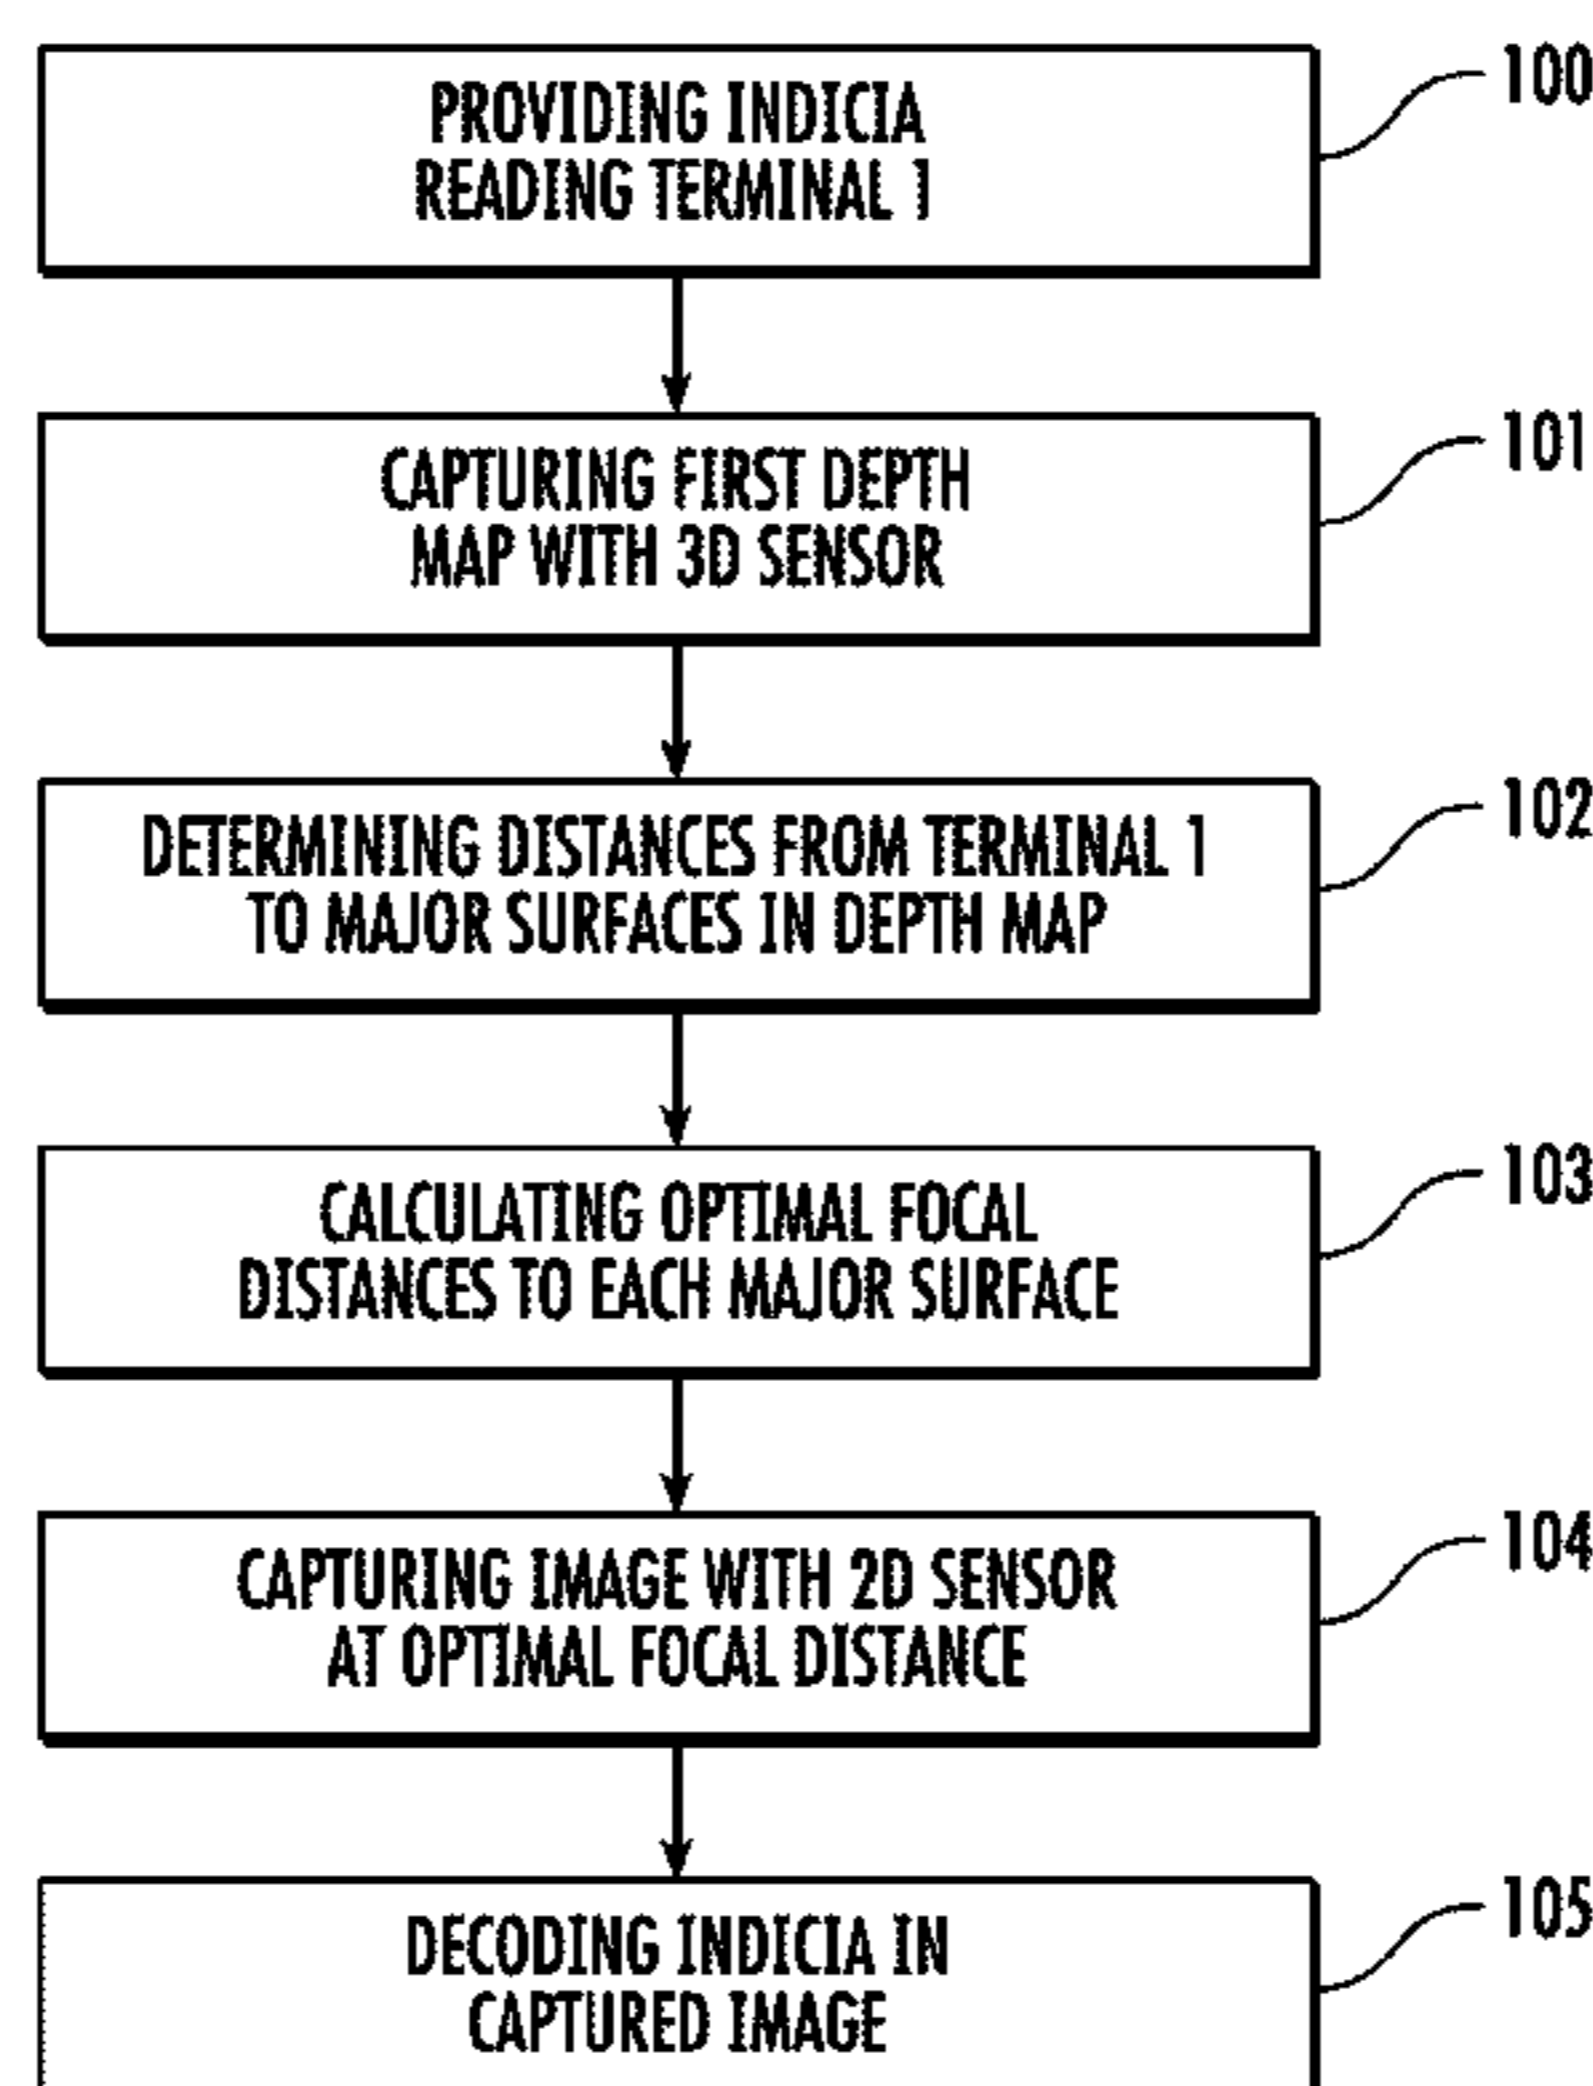 PROVIDING INDICIA
READING TERMINAL 1
100
CAPTURING FIRST DEPTH
MAP WITH 3D SENSOR
101
DETERMINING DISTANCES FROM TERMINAL 1
TO MAJOR SURFACES IN DEPTH MAP
102
CALCULATING OPTIMAL FOCAL
DISTANCES TO EACH MAJOR SURFACE
103
CAPTURING IMAGE WITH 2D SENSOR
AT OPTIMAL FOCAL DISTANCE
104
DECODING INDICIA IN
CAPTURED IMAGE
105